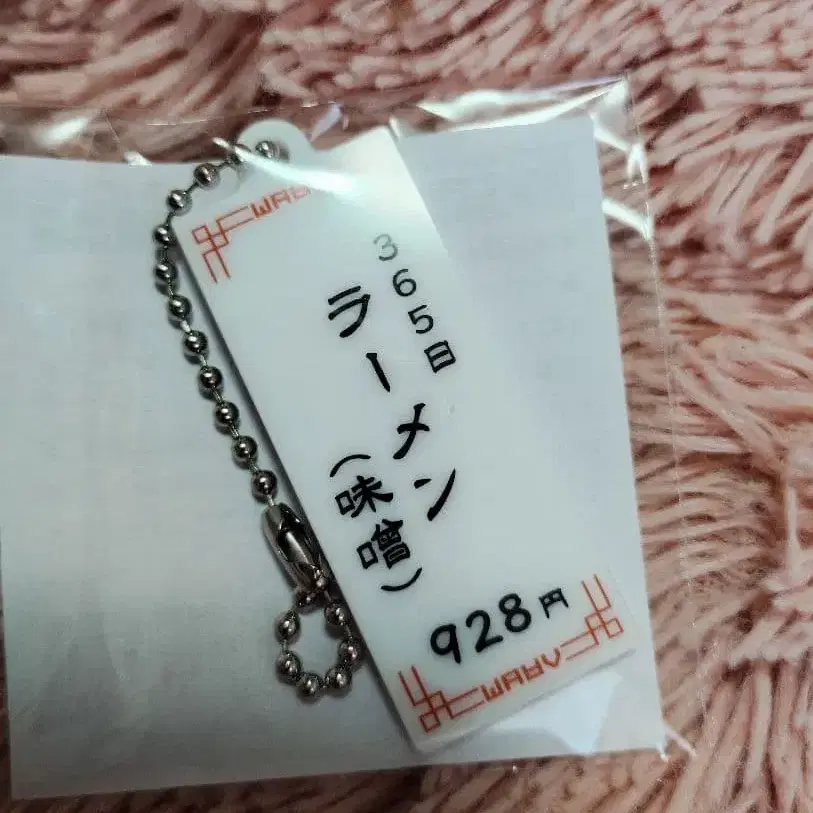 365日
ラーメン
（味噌）
928円